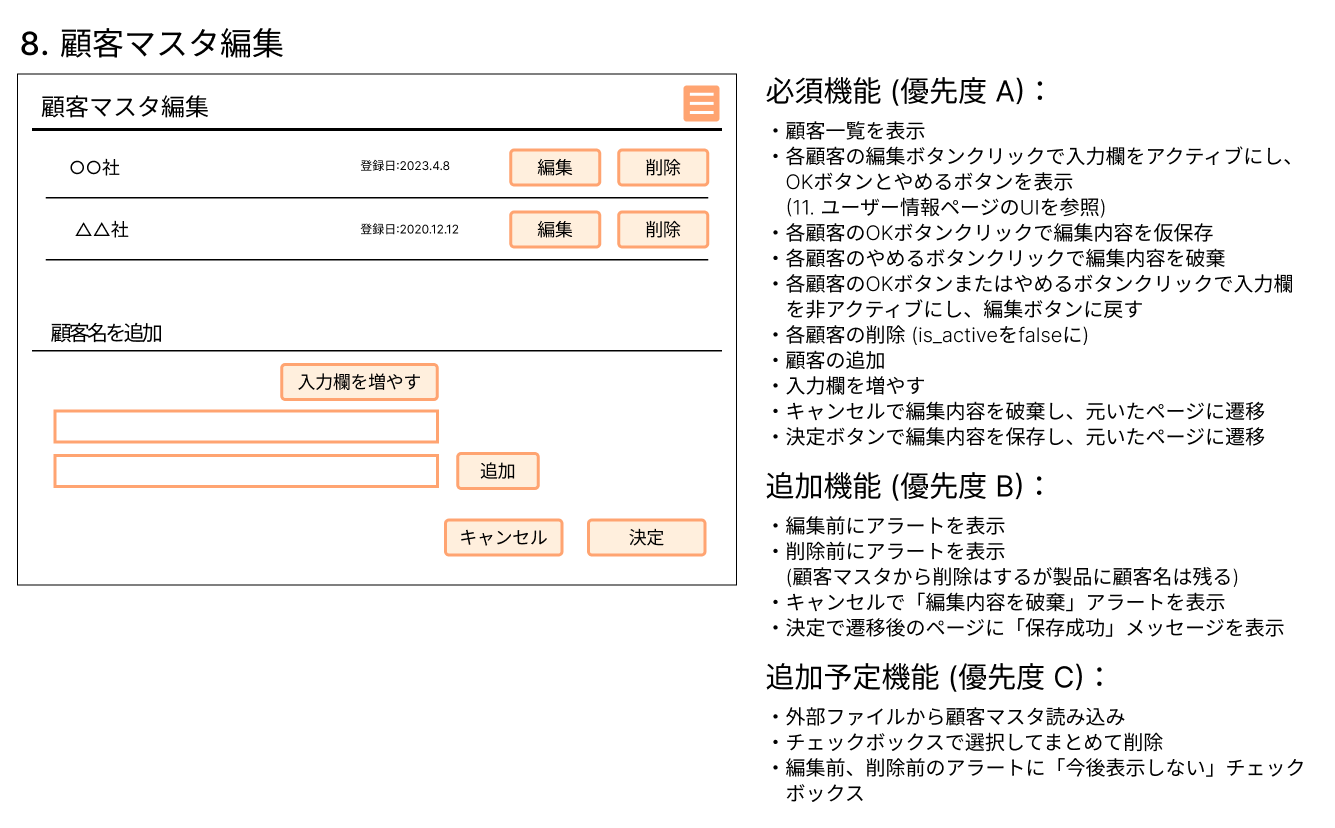 8. 顧客マスタ編集
顧客マスタ編集
〇〇社
登録日:2023.4.8
編集
削除
△△社
登録日:2020.12.12
編集
削除
顧客名を追加
入力欄を増やす
追加
キャンセル
決定
必須機能 (優先度 A)：
・顧客一覧を表示
・各顧客の編集ボタンクリックで入力欄をアクティブにし、
OKボタンとやめるボタンを表示
(11. ユーザー情報ページのUIを参照)
・各顧客のOKボタンクリックで編集内容を仮保存
・各顧客のやめるボタンクリックで編集内容を破棄
・各顧客のOKボタンまたはやめるボタンクリックで入力欄
を非アクティブにし、編集ボタンに戻す
・各顧客の削除 (is_activeをfalseに)
・顧客の追加
・入力欄を増やす
・キャンセルで編集内容を破棄し、元いたページに遷移
・決定ボタンで編集内容を保存し、元いたページに遷移
追加機能 (優先度 B)：
・編集前にアラートを表示
・削除前にアラートを表示
(顧客マスタから削除はするが製品に顧客名は残る)
・キャンセルで「編集内容を破棄」アラートを表示
・決定で遷移後のページに「保存成功」メッセージを表示
追加予定機能 (優先度 C)：
・外部ファイルから顧客マスタ読み込み
・チェックボックスで選択してまとめて削除
・編集前、削除前のアラートに「今後表示しない」チェック
ボックス